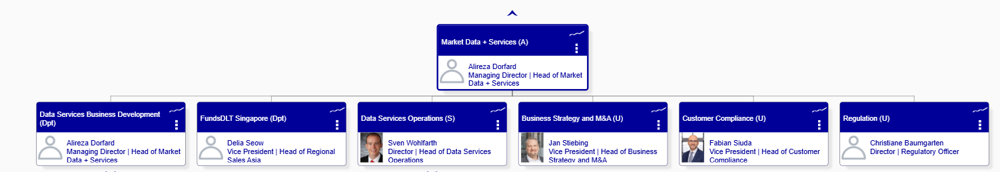 Market Data + Services (A)
Alireza Dorfard
Managing Director | Head of Market
Data + Services
Data Services Business Development
(Dpt)
Alireza Dorfard
Managing Director | Head of Market
Data + Services
FundsDLT Singapore (Dpt)
Delia Seow
Vice President | Head of Regional
Sales Asia
Data Services Operations (S)
Sven Wohlfarth
Director | Head of Data Services
Operations
Business Strategy and M&A (U)
Jan Stiebing
Vice President | Head of Business
Strategy and M&A
Customer Compliance (U)
Fabian Siuda
Vice President | Head of Customer
Compliance
Regulation (U)
Christiane Baumgarten
Director | Regulatory Officer